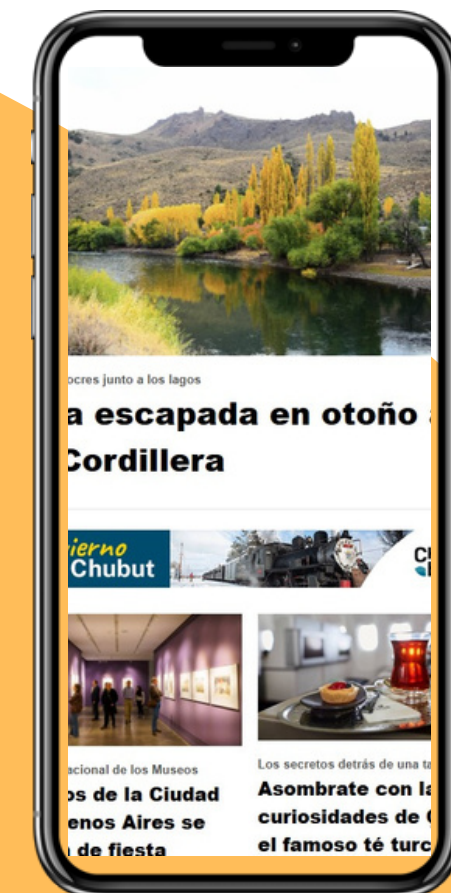 ocres junto a los lagos
a escapada en otoño
Cordillera
ierno
Chubut
acional de los Museos
os de la Ciudad
enos Aires se
de fiesta
Los secretos detrás de una ta
Asombrate con la
curiosidades de
el famoso té turc